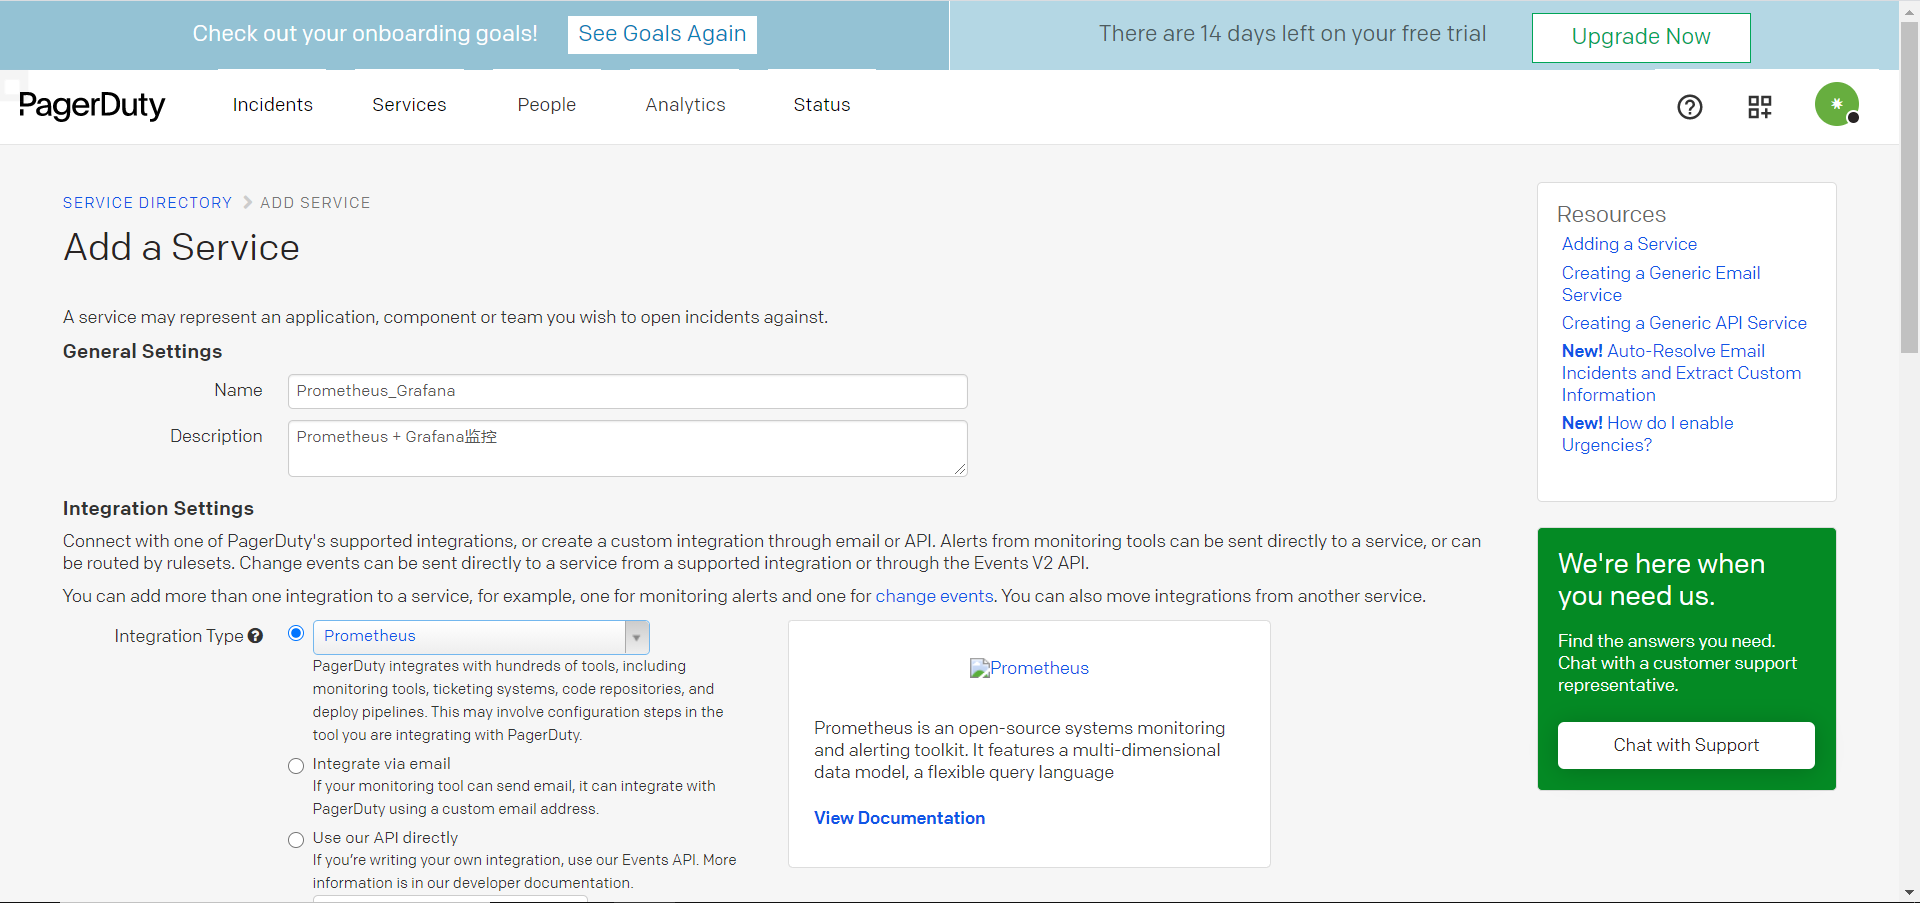 Check out your onboarding goals!
See Goals Again
There are 14 days left on your free trial
Upgrade Now
PagerDuty
Incidents
Services
People
Analytics
Status
SERVICE DIRECTORY
ADD SERVICE
Add a Service
A service may represent an application, component or team you wish to open incidents against.
General Settings
Name
Prometheus_Grafana
Description
Prometheus + Grafana监控
Integration Settings
Connect with one of PagerDuty's supported integrations, or create a custom integration through email or API. Alerts from monitoring tools can be sent directly to a service, or can
be routed by rulesets. Change events can be sent directly to a service from a supported integration or through the Events V2 API.
You can add more than one integration to a service, for example, one for monitoring alerts and one for change events. You can also move integrations from another service.
Integration Type
Prometheus
PagerDuty integrates with hundreds of tools, including
monitoring tools, ticketing systems, code repositories, and
deploy pipelines. This may involve configuration steps in the
tool you are integrating with PagerDuty.
Integrate via email
If your monitoring tool can send email, it can integrate with
PagerDuty using a custom email address.
Use our API directly
If you're writing your own integration, use our Events API. More
information is in our developer documentation.
Prometheus
Prometheus is an open-source systems monitoring
and alerting toolkit. It features a multi-dimensional
data model, a flexible query language
View Documentation
Resources
Adding a Service
Creating a Generic Email
Service
Creating a Generic API Service
New! Auto-Resolve Email
Incidents and Extract Custom
Information
New! How do I enable
Urgencies?
We're here when
you need us.
Find the answers you need.
Chat with a customer support
representative.
Chat with Support